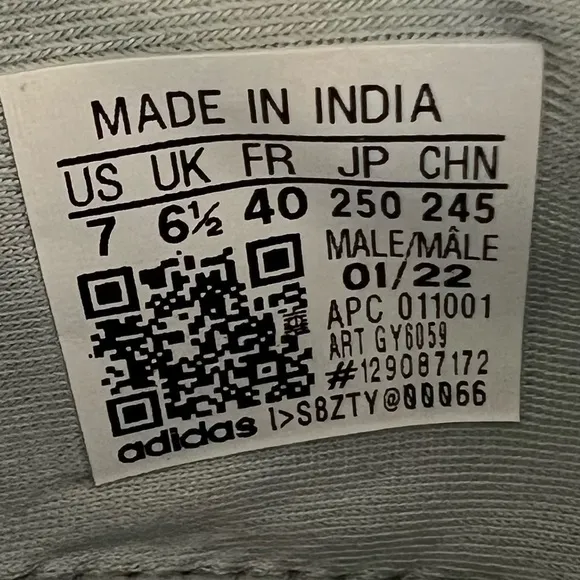 MADE IN INDIA
US UK FR JP CHN
7 6½ 40 250 245
MALE/MÂLE
01/22
APC 011001
ART GY6059
#129087172
adidas I>SBZTY@00066